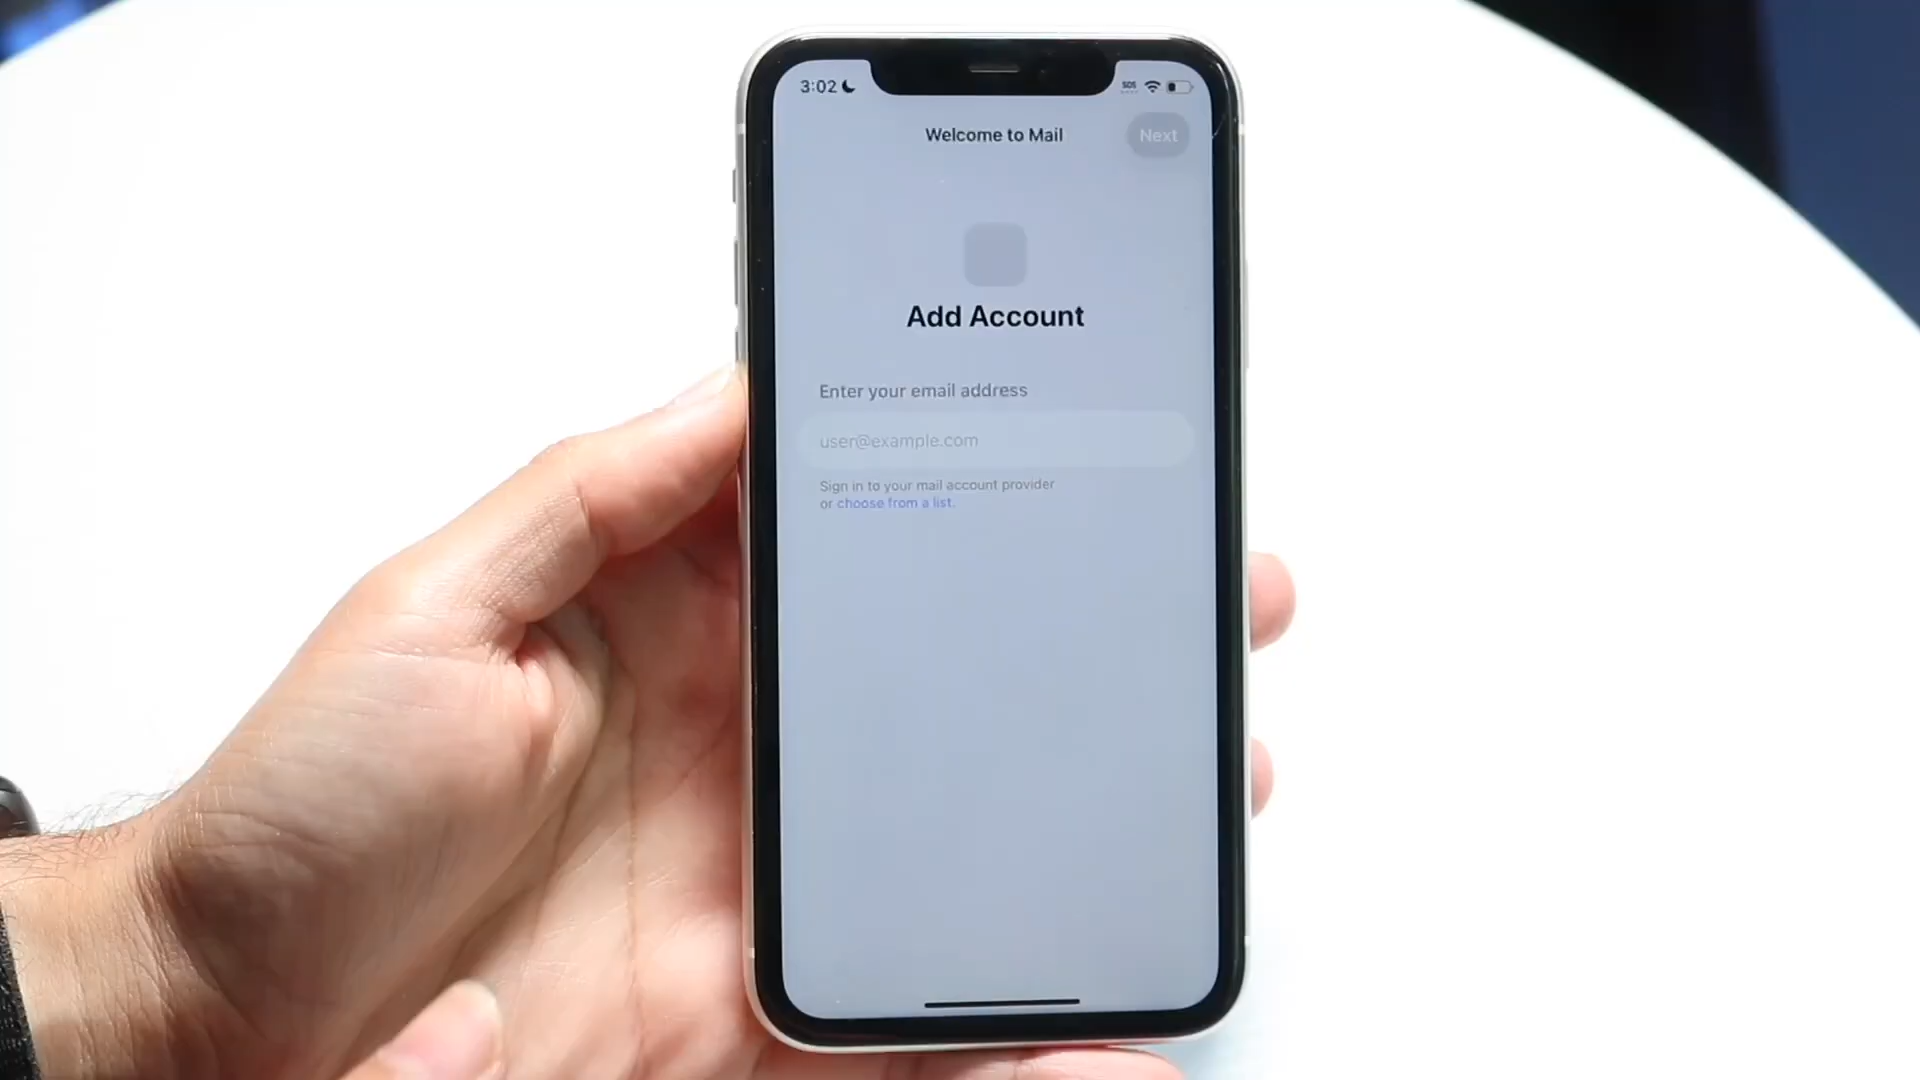 3:02
SOS
Welcome to Mail
Next
Add Account
Enter your email address
user@example.com
Sign in to your mail account provider
or choose from a list.